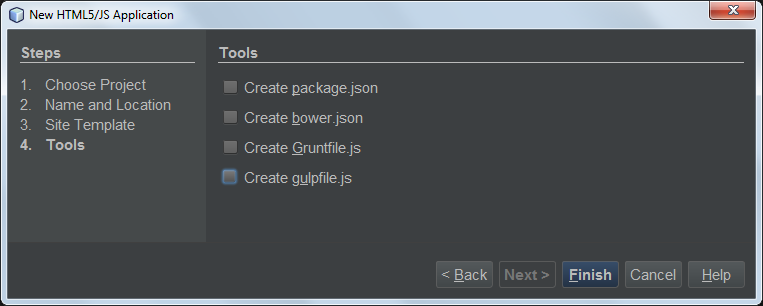 New HTML5/JS Application
Steps
1. Choose Project
2. Name and Location
3. Site Template
4. Tools
Tools
Create package.json
Create bower.json
Create Gruntfile.js
Create gulpfile.js
< Back Next > Finish Cancel Help